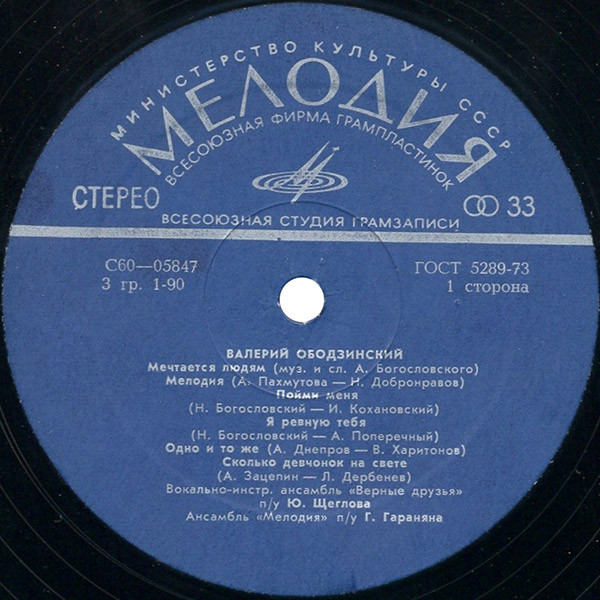 МИНИСТЕРСТВО КУЛЬТУРЫ СССР
МЕЛОДИЯ
ВСЕСОЮЗНАЯ ФИРМА ГРАМПЛАСТИНОК
СТЕРЕО
33
ВСЕСОЮЗНАЯ СТУДИЯ ГРАМЗАПИСИ
С60—05847
ГОСТ 5289-73
3 гр. 1-90
1 сторона
ВАЛЕРИЙ ОБОДЗИНСКИЙ
Мечтается людям (муз. и сл. А. Богословского)
Мелодия (А. Пахмутова — Н. Добронравов)
Пойми меня
(Н. Богословский — И. Кохановский)
Я ревную тебя
(Н. Богословский — А. Поперечный)
Одно и то же (А. Днепров — В. Харитонов)
Сколько девчонок на свете
(А. Зацепин — Л. Дербенев)
Вокально-инстр. ансамбль «Верные друзья»
п/у Ю. Щеглова
Ансамбль «Мелодия» п/у Г. Гараняна